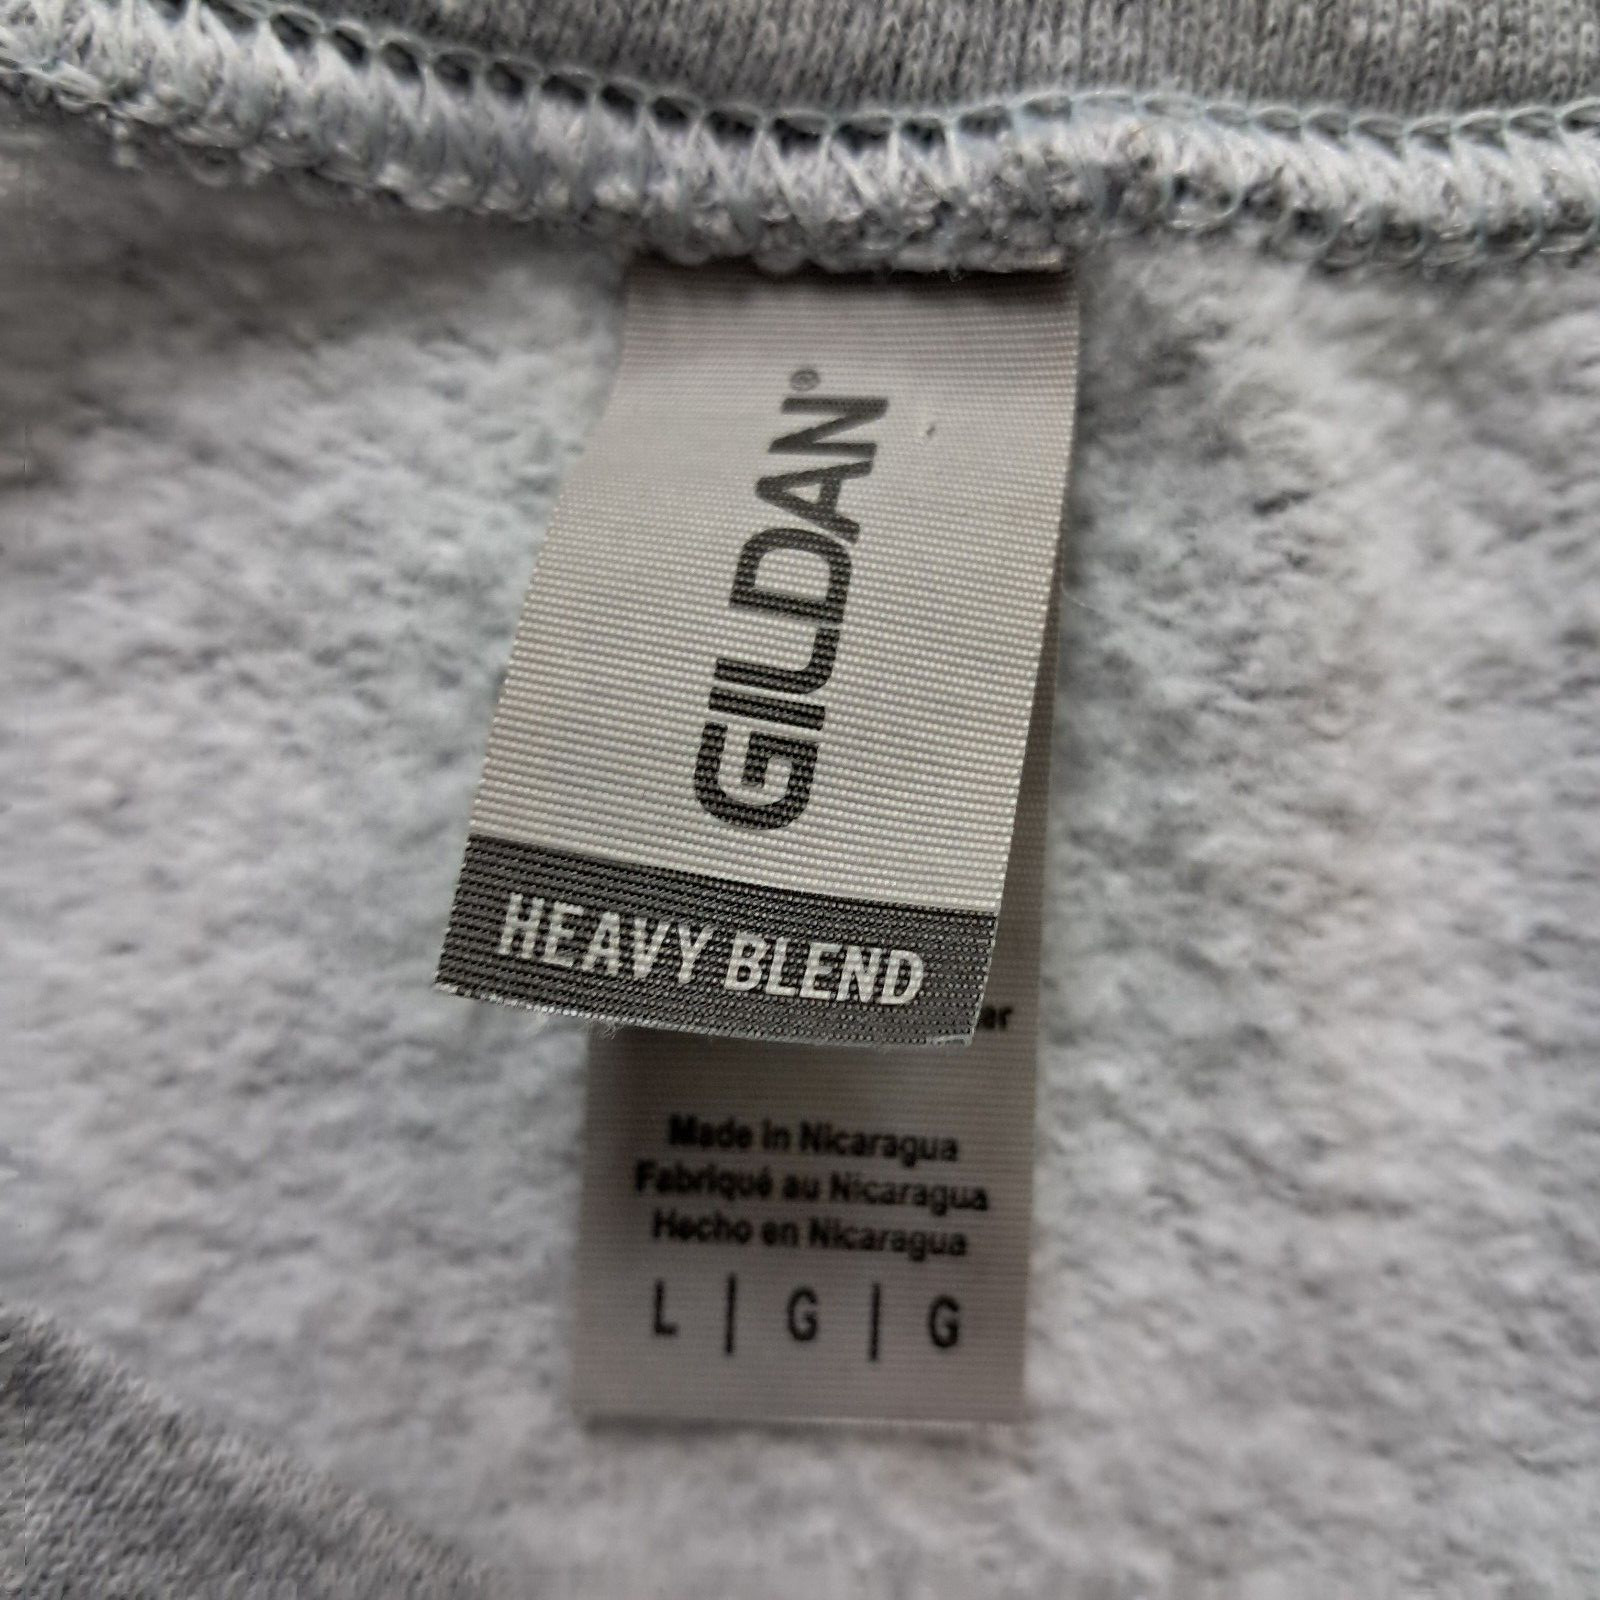 GILDAN®
HEAVY BLEND
Made in Nicaragua
Fabriqué au Nicaragua
Hecho en Nicaragua
L | G | G